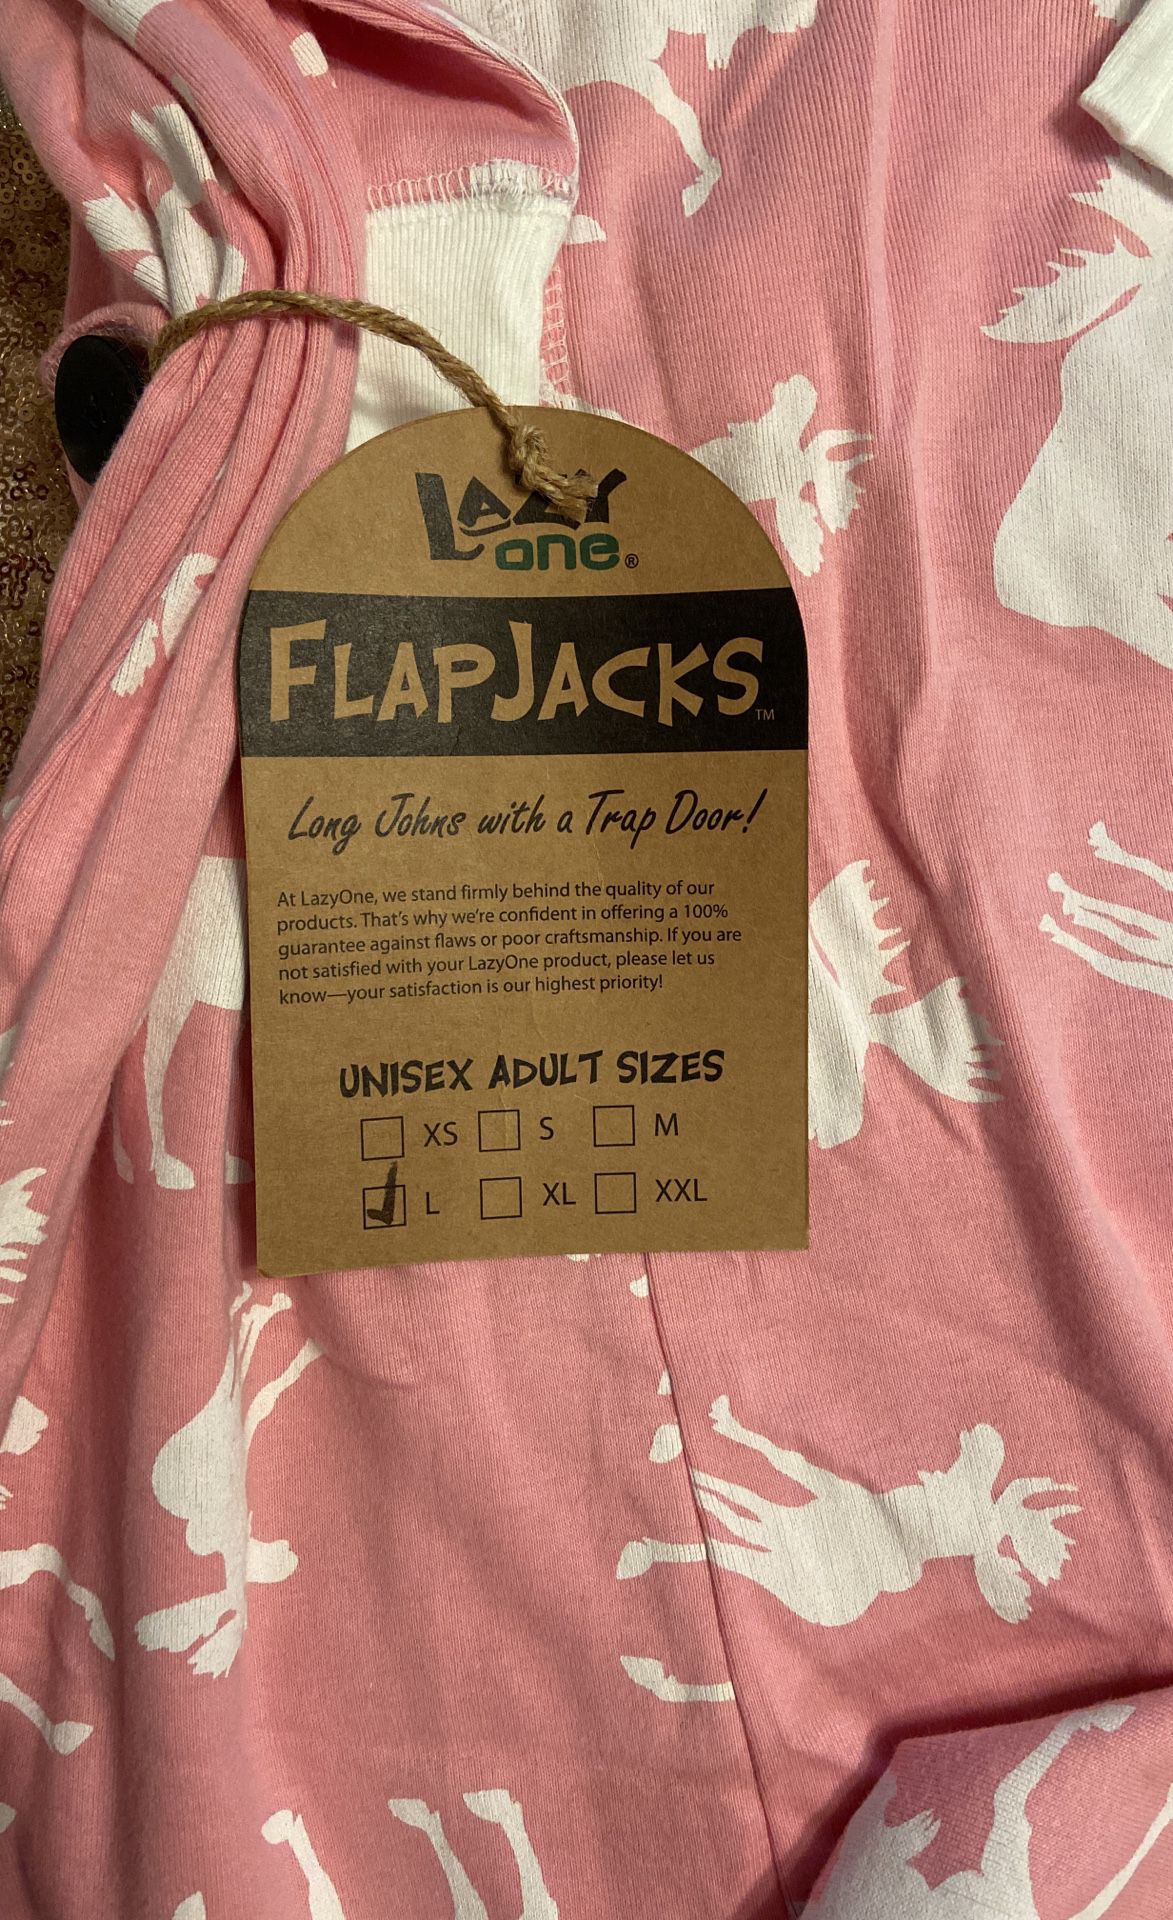 LAZY
one®
FLAPJACKS™
Long Johns with a Trap Door!
At LazyOne, we stand firmly behind the quality of our
products. That's why we're confident in offering a 100%
guarantee against flaws or poor craftsmanship. If you are
not satisfied with your LazyOne product, please let us
know—your satisfaction is our highest priority!
UNISEX ADULT SIZES
XS S M
L XL XXL